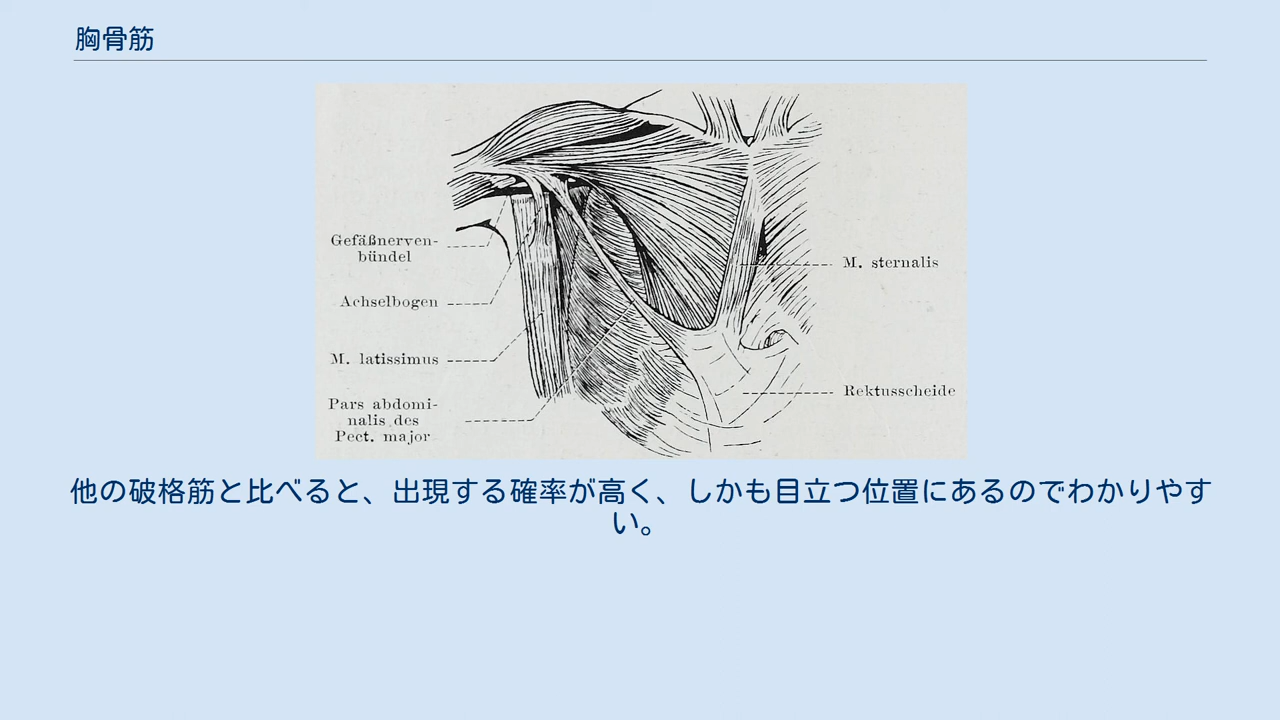 胸骨筋
Gefäßnerven-
bündel
Achselbogen
M. latissimus
Pars abdomi-
nalis des
Pect. major
M. sternalis
Rektusscheide
他の破格筋と比べると、出現する確率が高く、しかも目立つ位置にあるのでわかりやす
い。